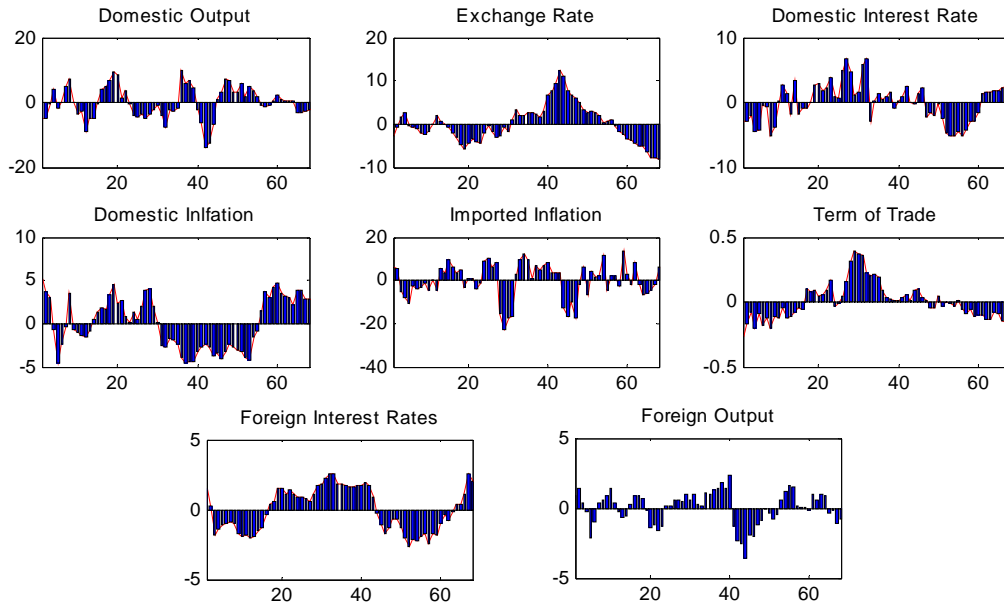 Domestic Output
20
0
-20
20 40 60
Exchange Rate
20
10
0
-10
20 40 60
Domestic Interest Rate
10
0
-10
20 40 60
Domestic Inlfation
10
5
0
-5
20 40 60
Imported Inflation
20
0
-20
-40
20 40 60
Term of Trade
0.5
0
-0.5
20 40 60
Foreign Interest Rates
5
0
-5
20 40 60
Foreign Output
5
0
-5
20 40 60